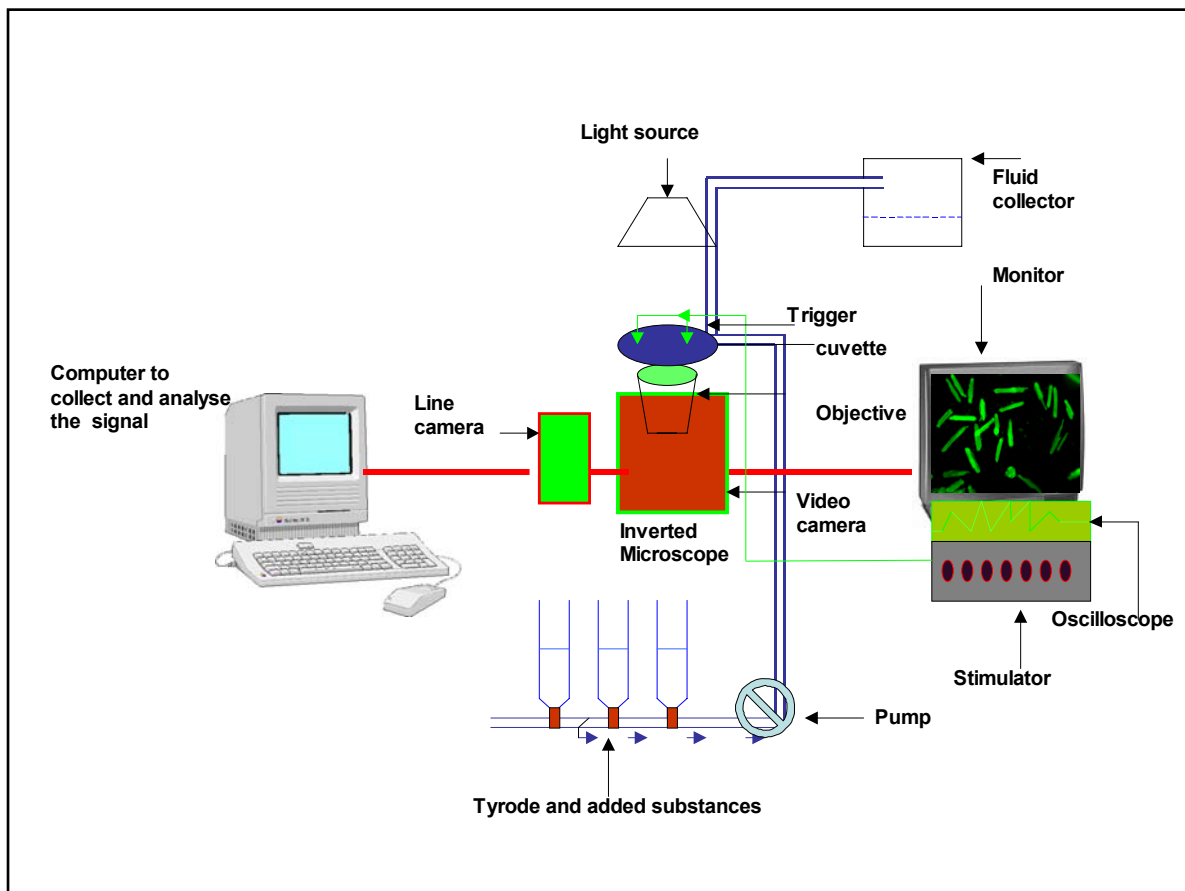 Light source
Fluid
collector
Monitor
Trigger
cuvette
Computer to
collect and analyse
the signal
Line
camera
Objective
Video
camera
Inverted
Microscope
Oscilloscope
Stimulator
Pump
Tyrode and added substances